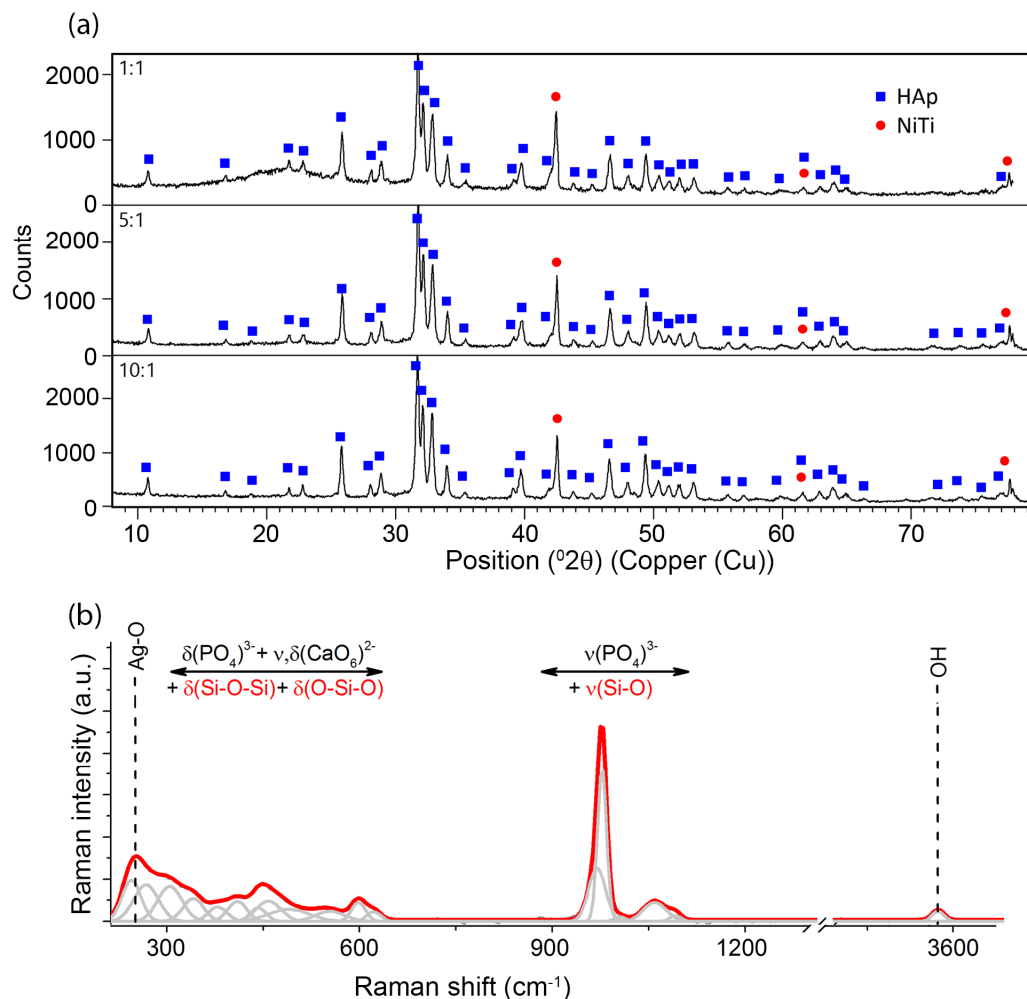 (a)
2000
1:1
HAp
NiTi
1000
0
5:1
2000
1000
0
10:1
2000
1000
0
Counts
10 20 30 40 50 60 70
Position (⁰2θ) (Copper (Cu))
(b)
Ag-O
δ(PO₄)³⁻ + ν,δ(CaO₆)²⁻
+ δ(Si-O-Si)+ δ(O-Si-O)
ν(PO₄)³⁻
+ ν(Si-O)
OH
Raman intensity (a.u.)
300 600 900 1200 3600
Raman shift (cm⁻¹)